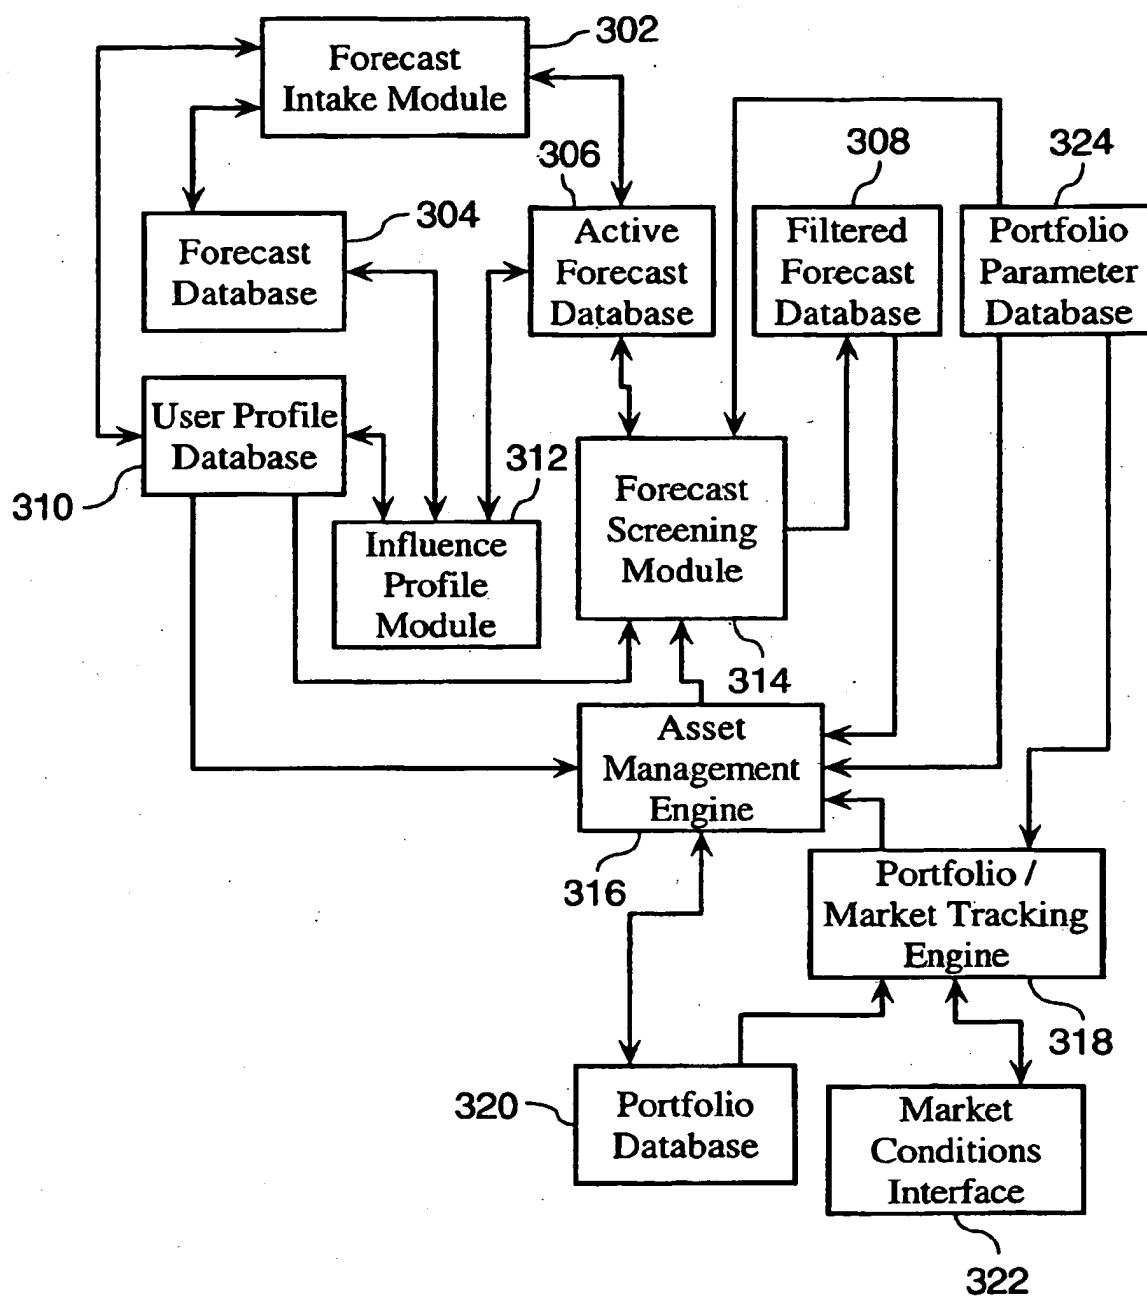 302
Forecast
Intake Module
306
308
324
304
Forecast
Database
Active
Forecast
Database
Filtered
Forecast
Database
Portfolio
Parameter
Database
User Profile
Database
310
312
Influence
Profile
Module
Forecast
Screening
Module
314
Asset
Management
Engine
316
Portfolio /
Market Tracking
Engine
318
320
Portfolio
Database
Market
Conditions
Interface
322